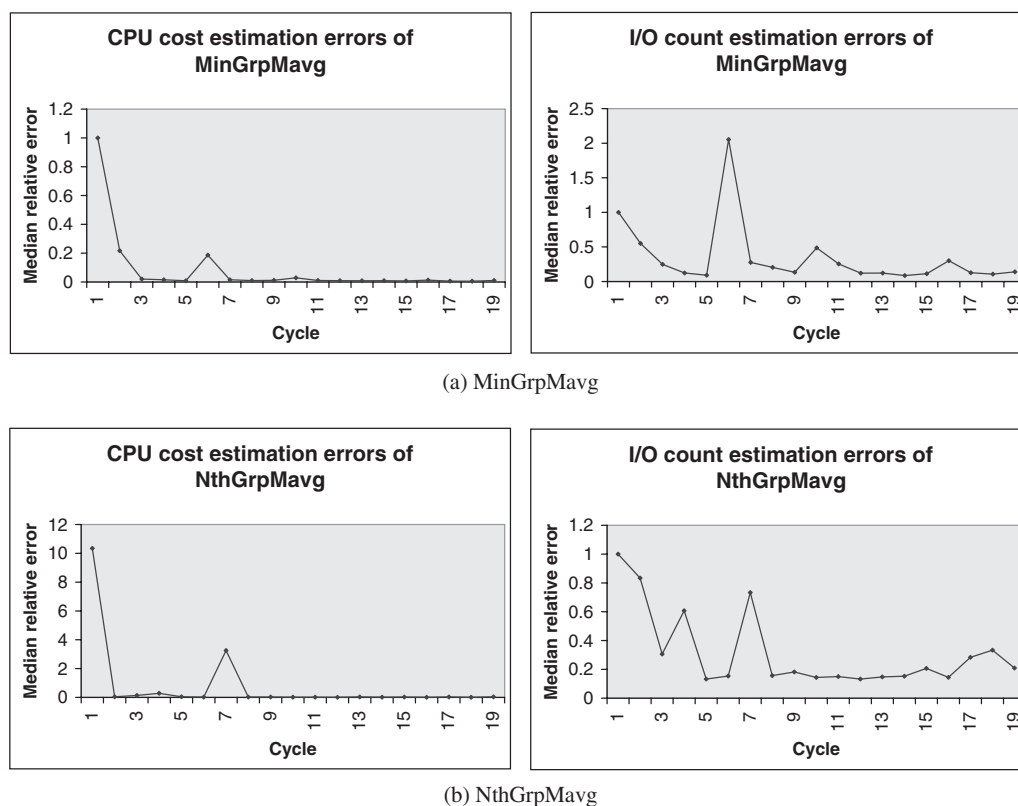 CPU cost estimation errors of
MinGrpMavg
Median relative error
1.2
1
0.8
0.6
0.4
0.2
0
1 3 5 7 9 11 13 15 17 19
Cycle
I/O count estimation errors of
MinGrpMavg
Median relative error
2.5
2
1.5
1
0.5
0
1 3 5 7 9 11 13 15 17 19
Cycle
(a) MinGrpMavg
CPU cost estimation errors of
NthGrpMavg
Median relative error
12
10
8
6
4
2
0
1 3 5 7 9 11 13 15 17 19
Cycle
I/O count estimation errors of
NthGrpMavg
Median relative error
1.2
1
0.8
0.6
0.4
0.2
0
1 3 5 7 9 11 13 15 17 19
Cycle
(b) NthGrpMavg